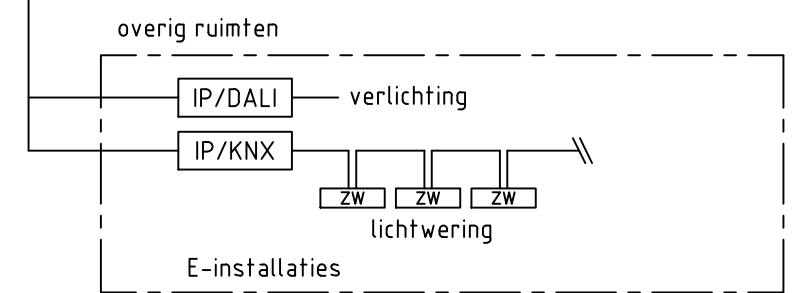 overig ruimten
IP/DALI verlichting
IP/KNX
ZW ZW ZW
lichtwering
E-installaties